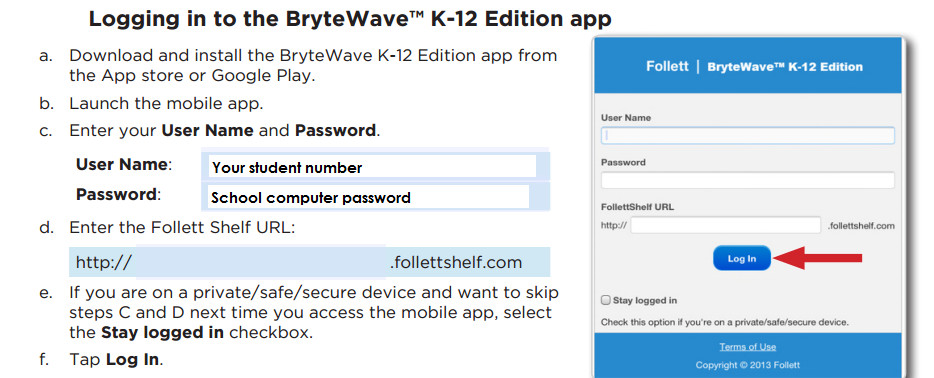 Logging in to the BryteWave™ K-12 Edition app
a. Download and install the BryteWave K-12 Edition app from
the App store or Google Play.
b. Launch the mobile app.
c. Enter your User Name and Password.
User Name: Your student number
Password: School computer password
d. Enter the Follett Shelf URL:
http:// .follettshelf.com
e. If you are on a private/safe/secure device and want to skip
steps C and D next time you access the mobile app, select
the Stay logged in checkbox.
f. Tap Log In.
Follett | BryteWave™ K-12 Edition
User Name
Password
FollettShelf URL
http:// .follettshelf.com
Log In
Stay logged in
Check this option if you're on a private/safe/secure device.
Terms of Use
Copyright © 2013 Follett